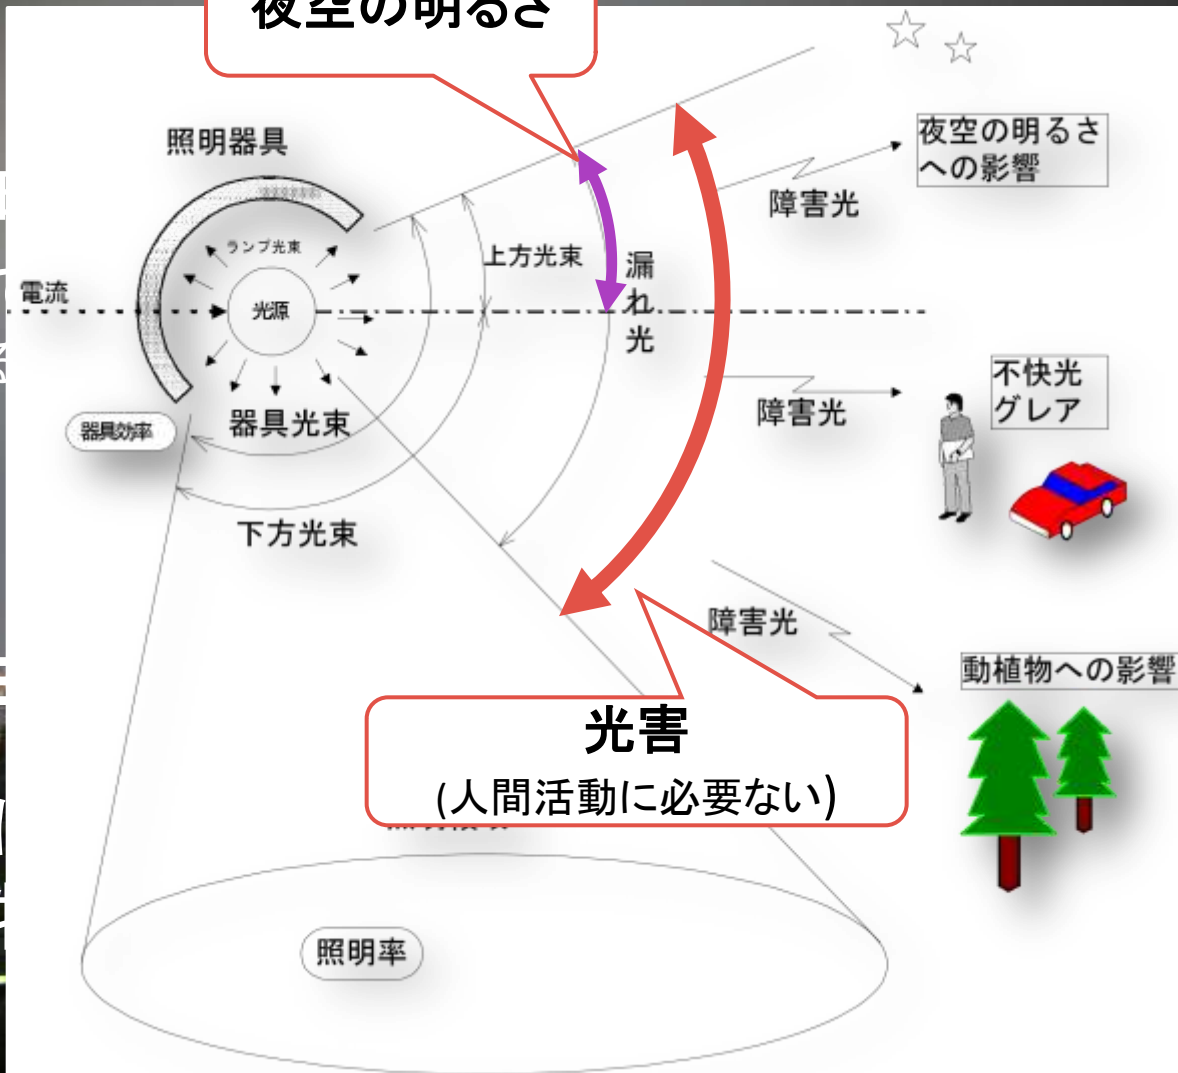 夜空の明るさ
照明器具
夜空の明るさ
への影響
障害光
ランプ光束
上方光束
漏れ光
電流
光源
不快光
グレア
障害光
器具効率
器具光束
下方光束
障害光
動植物への影響
光害
(人間活動に必要ない)
照明率